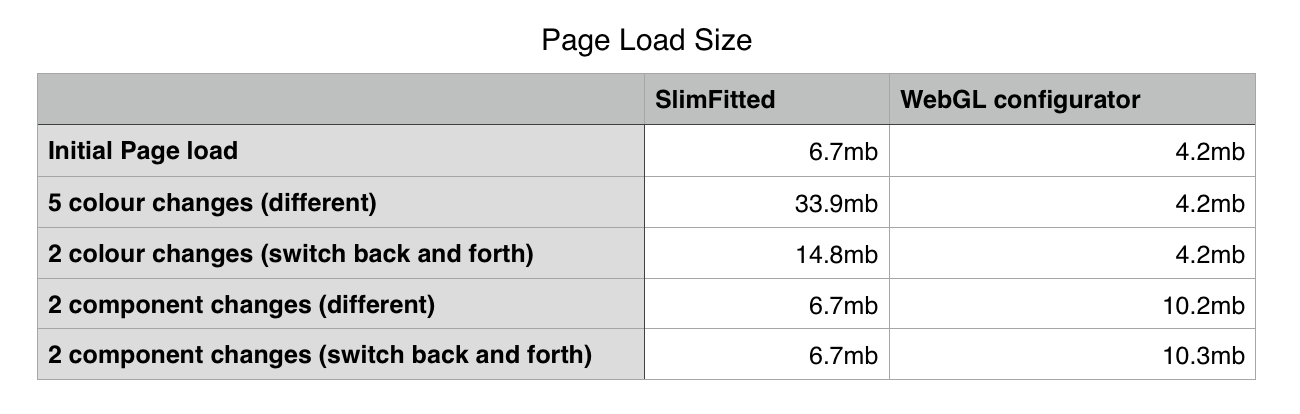 Page Load Size
SlimFitted WebGL configurator
Initial Page load 6.7mb 4.2mb
5 colour changes (different) 33.9mb 4.2mb
2 colour changes (switch back and forth) 14.8mb 4.2mb
2 component changes (different) 6.7mb 10.2mb
2 component changes (switch back and forth) 6.7mb 10.3mb